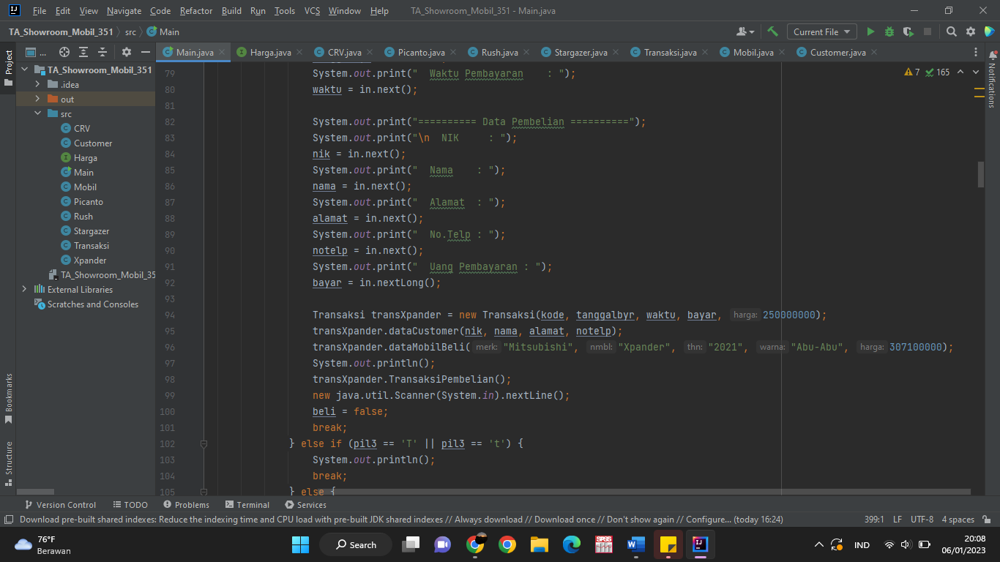 File Edit View Navigate Code Refactor Build Run Tools VCS Window Help TA_Showroom_Mobil_351 - Main.java
TA_Showroom_Mobil_351 src Main Current File
Project ... Main.java Harga.java CRV.java Picanto.java Rush.java Stargazer.java Transaksi.java Mobil.java Customer.java
TA_Showroom_Mobil_351
.idea
out
src
CRV
Customer
Harga
Main
Mobil
Picanto
Rush
Stargazer
Transaksi
Xpander
TA_Showroom_Mobil_35
External Libraries
Scratches and Consoles
7 165
79 System.out.print("  Waktu Pembayaran    : ");
80 waktu = in.next();
81
82 System.out.print("========== Data Pembelian ==========");
83 System.out.print("\n  NIK     : ");
84 nik = in.next();
85 System.out.print("  Nama    : ");
86 nama = in.next();
87 System.out.print("  Alamat  : ");
88 alamat = in.next();
89 System.out.print("  No.Telp : ");
90 notelp = in.next();
91 System.out.print("  Uang Pembayaran : ");
92 bayar = in.nextLong();
93
94 Transaksi transXpander = new Transaksi(kode, tanggalbyr, waktu, bayar, harga: 250000000);
95 transXpander.dataCustomer(nik, nama, alamat, notelp);
96 transXpander.dataMobilBeli( merk: "Mitsubishi", nmbl: "Xpander", thn: "2021", warna: "Abu-Abu", harga: 307100000);
97 System.out.println();
98 transXpander.TransaksiPembelian();
99 new java.util.Scanner(System.in).nextLine();
100 beli = false;
101 break;
102 } else if (pil3 == 'T' || pil3 == 't') {
103 System.out.println();
104 break;
105 } else {
Bookmarks
Structure
Notifications
Version Control TODO Problems Terminal Services
Download pre-built shared indexes: Reduce the indexing time and CPU load with pre-built JDK shared indexes // Always download // Download once // Don't show again // Configure... (today 16:24) 399:1 LF UTF-8 4 spaces
76°F
Berawan
Search
SPSS
IND
20:08
06/01/2023